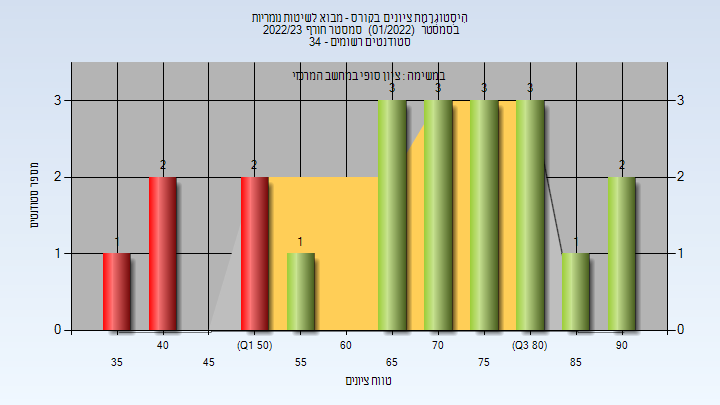 היסטוגרמת ציונים בקורס - מבוא לשיטות נומריות
בסמסטר (01/2022) סמסטר חורף 2022/23
סטודנטים רשומים - 34
במשימה : ציון סופי במחשב המרכזי
מספר סטודנטים
3 3
2 2
1 1
0 0
1 2 2 1 3 3 3 3 1 2
40 (Q1 50) 60 70 (Q3 80) 90
35 45 55 65 75 85
טווח ציונים